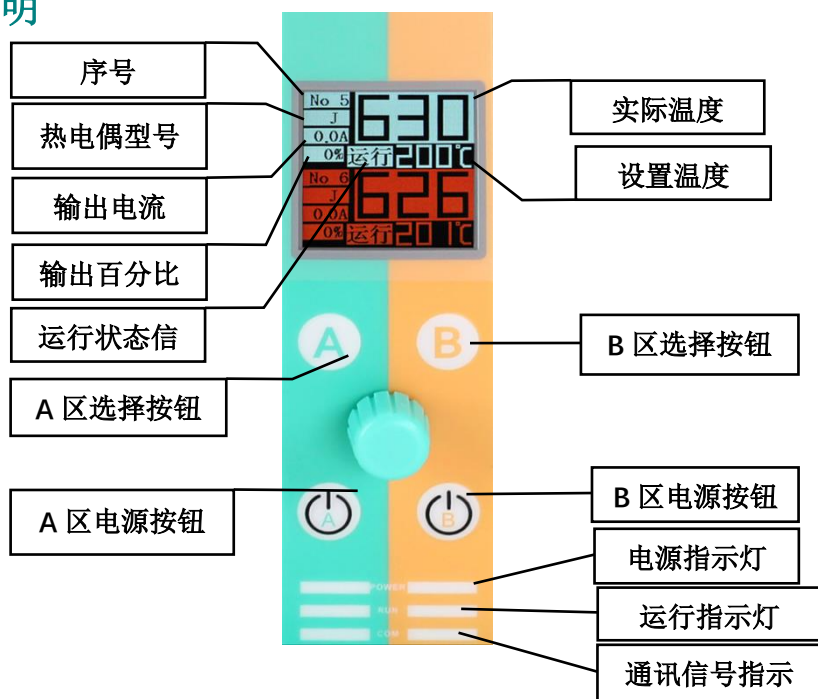 明
序号
热电偶型号
输出电流
输出百分比
运行状态信
A 区选择按钮
A 区电源按钮
No 5
J
0.0A
0%
630
运行
200℃
No 6
J
0.0A
0%
626
运行
201℃
A
B
A
B
POWER
RUN
COM
实际温度
设置温度
B 区选择按钮
B 区电源按钮
电源指示灯
运行指示灯
通讯信号指示